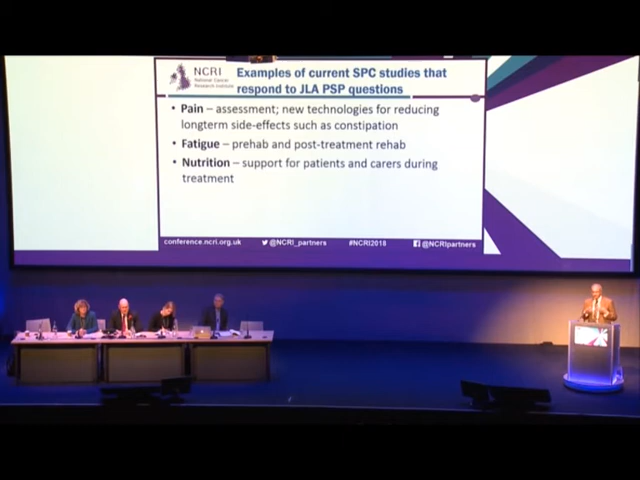 NCRI
National Cancer
Research Institute
Examples of current SPC studies that
respond to JLA PSP questions
• Pain – assessment; new technologies for reducing
longterm side-effects such as constipation
• Fatigue – prehab and post-treatment rehab
• Nutrition – support for patients and carers during
treatment
conference.ncri.org.uk
@NCRI_partners
#NCRI2018
@NCRIpartners